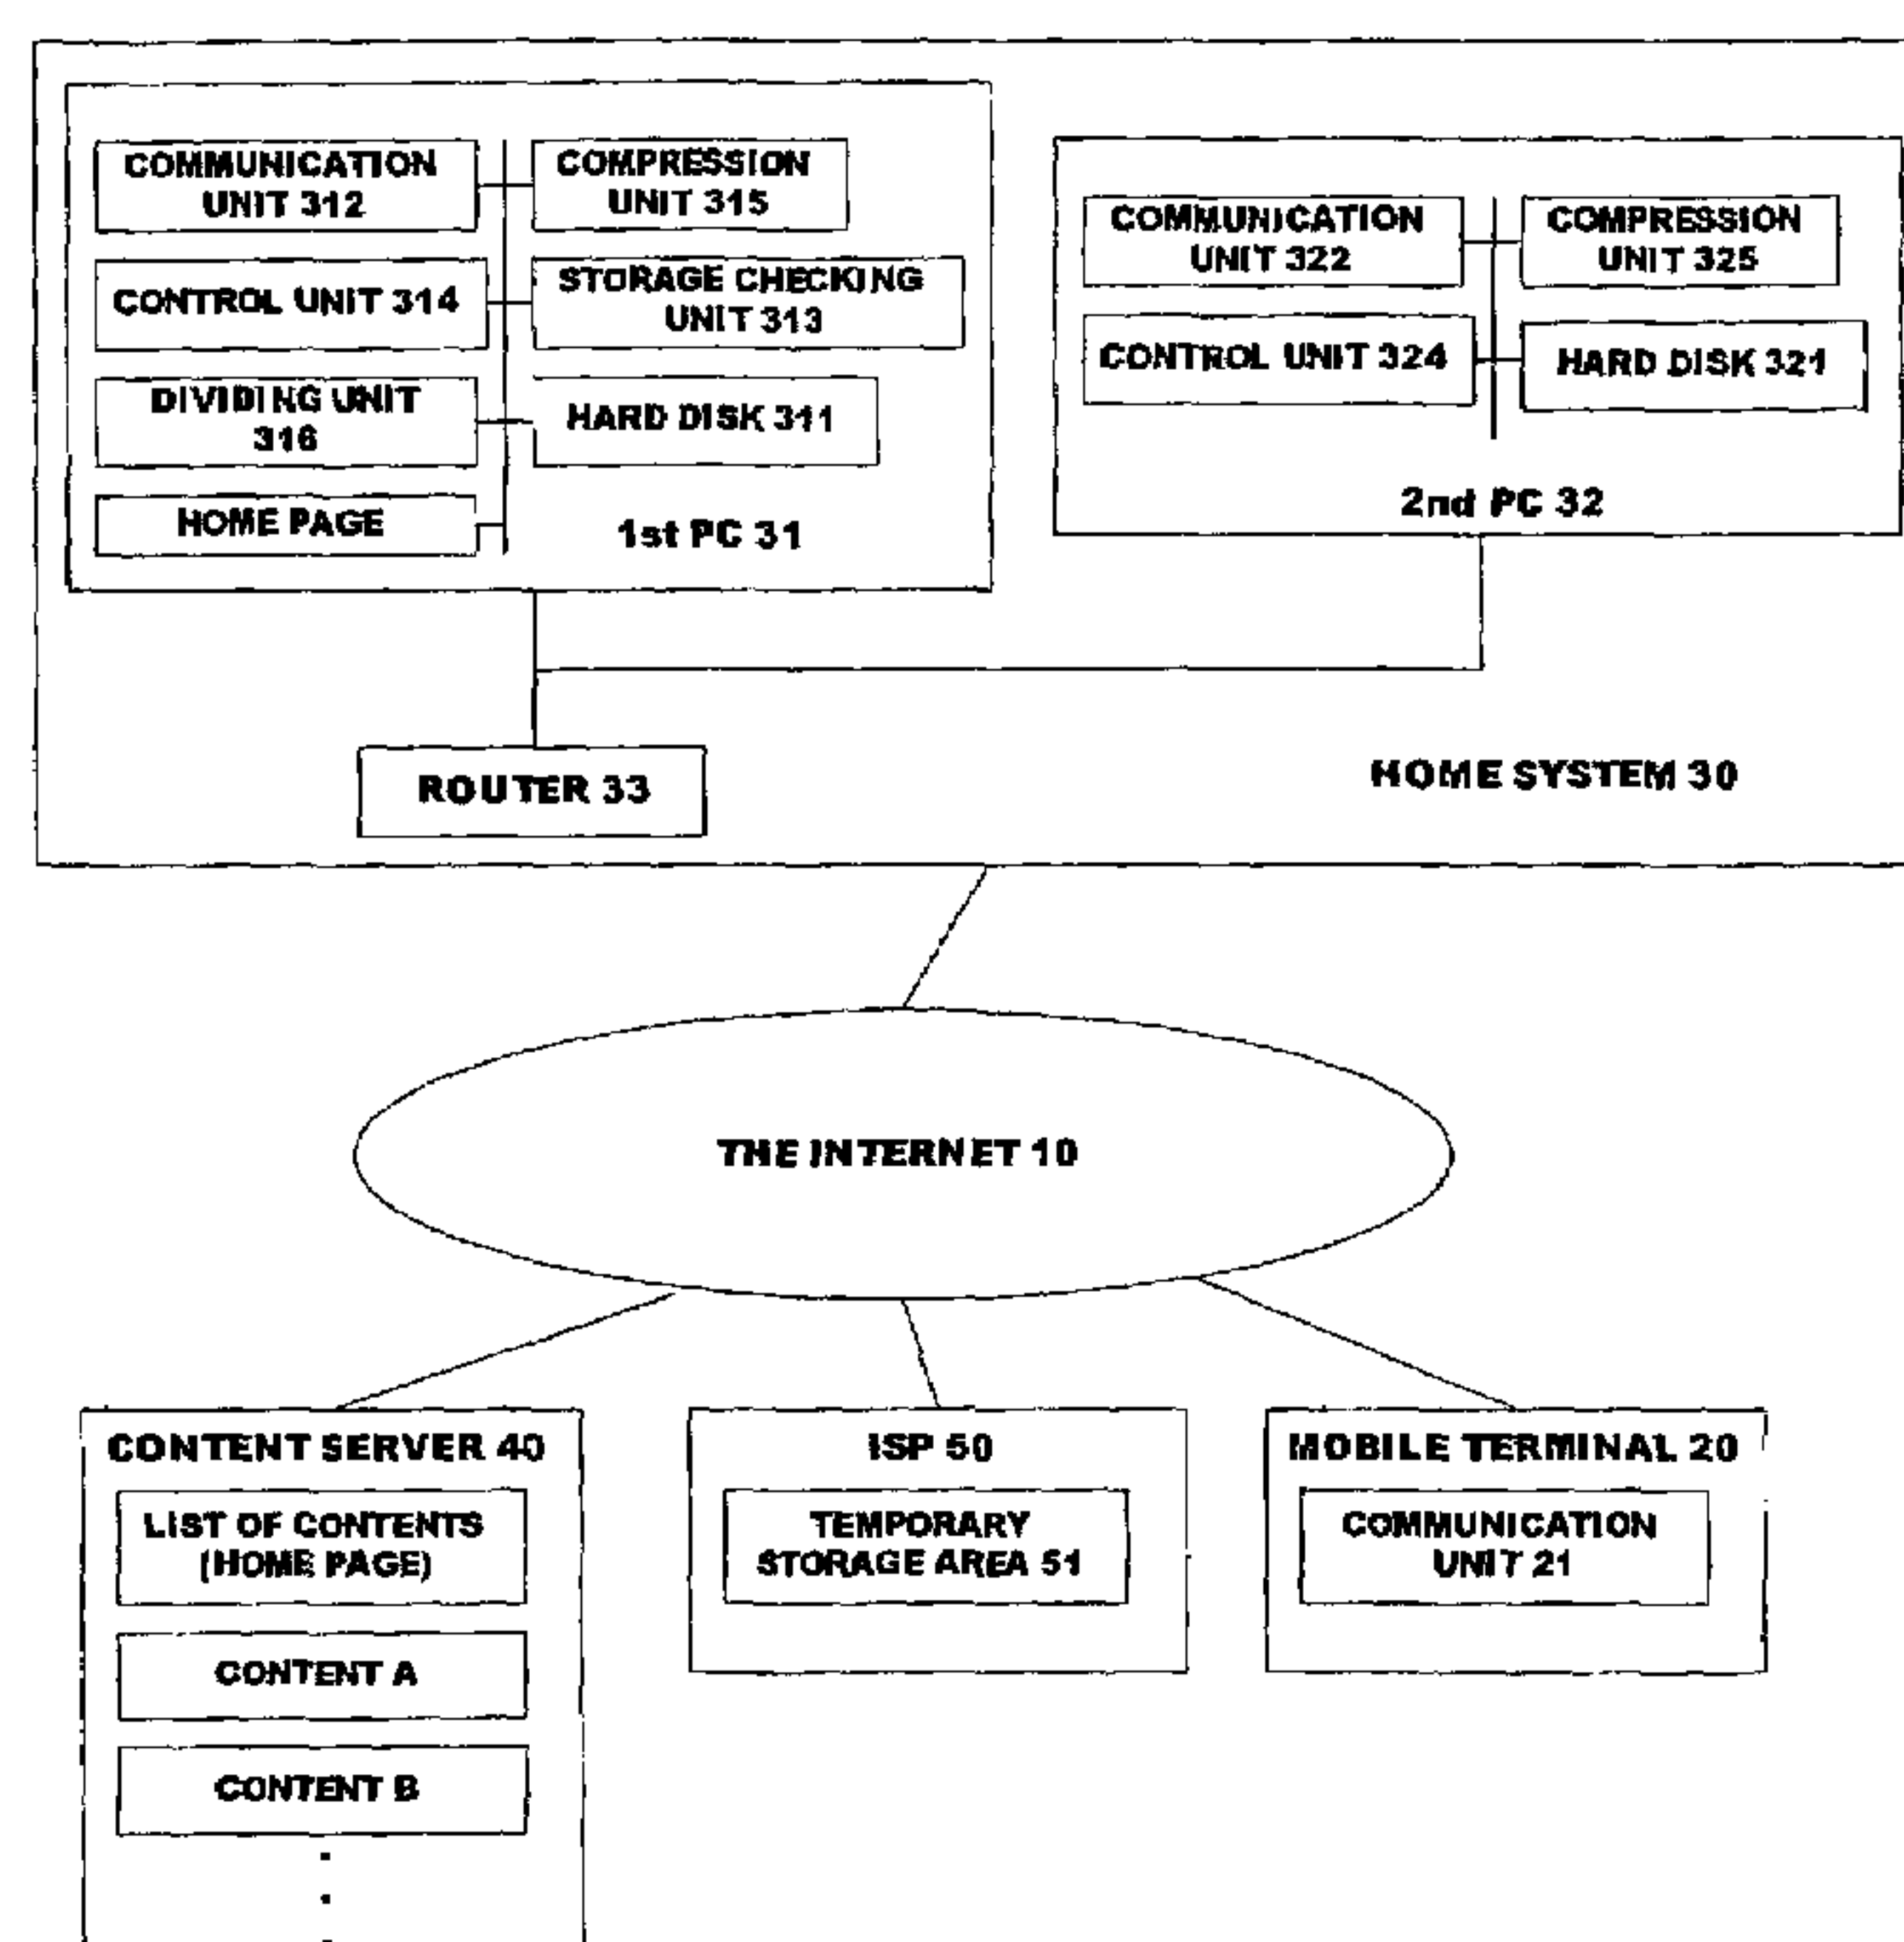 COMMUNICATION
UNIT 312
COMPRESSION
UNIT 315
CONTROL UNIT 314
STORAGE CHECKING
UNIT 313
DIVIDING UNIT
316
HARD DISK 311
HOME PAGE
1st PC 31
COMMUNICATION
UNIT 322
COMPRESSION
UNIT 325
CONTROL UNIT 324
HARD DISK 321
2nd PC 32
ROUTER 33
HOME SYSTEM 30
THE INTERNET 10
CONTENT SERVER 40
LIST OF CONTENTS
(HOME PAGE)
CONTENT A
CONTENT B
ISP 50
TEMPORARY
STORAGE AREA 51
MOBILE TERMINAL 20
COMMUNICATION
UNIT 21